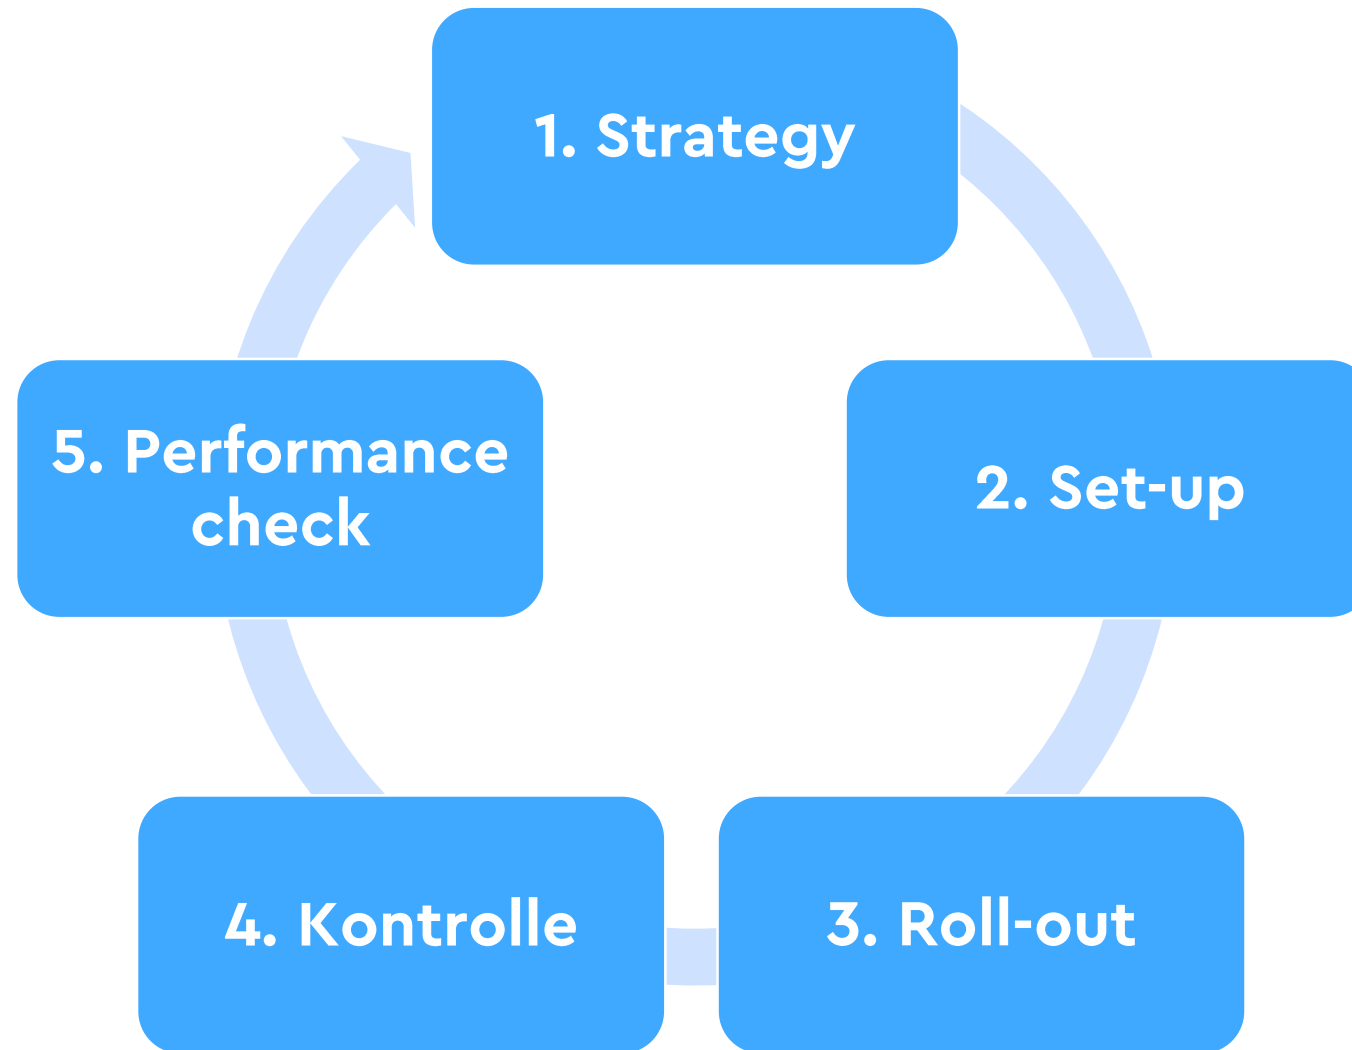 1. Strategy
2. Set-up
3. Roll-out
4. Kontrolle
5. Performance
check